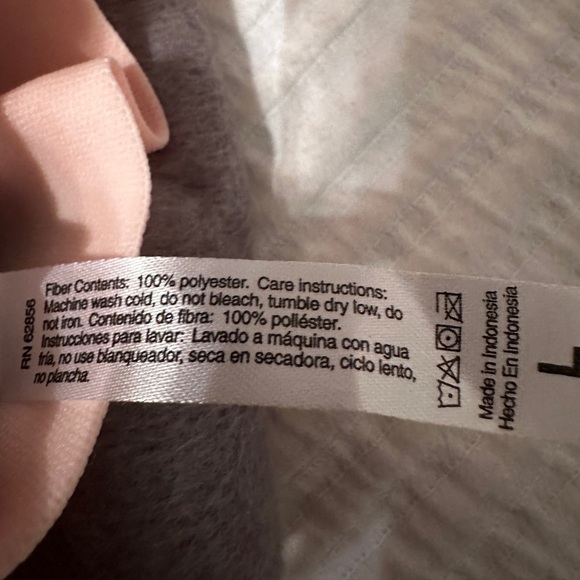 RN 62856
Fiber Contents: 100% polyester. Care instructions:
Machine wash cold, do not bleach, tumble dry low, do
not iron. Contenido de fibra: 100% poliéster.
Instrucciones para lavar: Lavado a máquina con agua
fría, no use blanqueador, seca en secadora, ciclo lento,
no plancha.
Made in Indonesia
Hecho En Indonesia